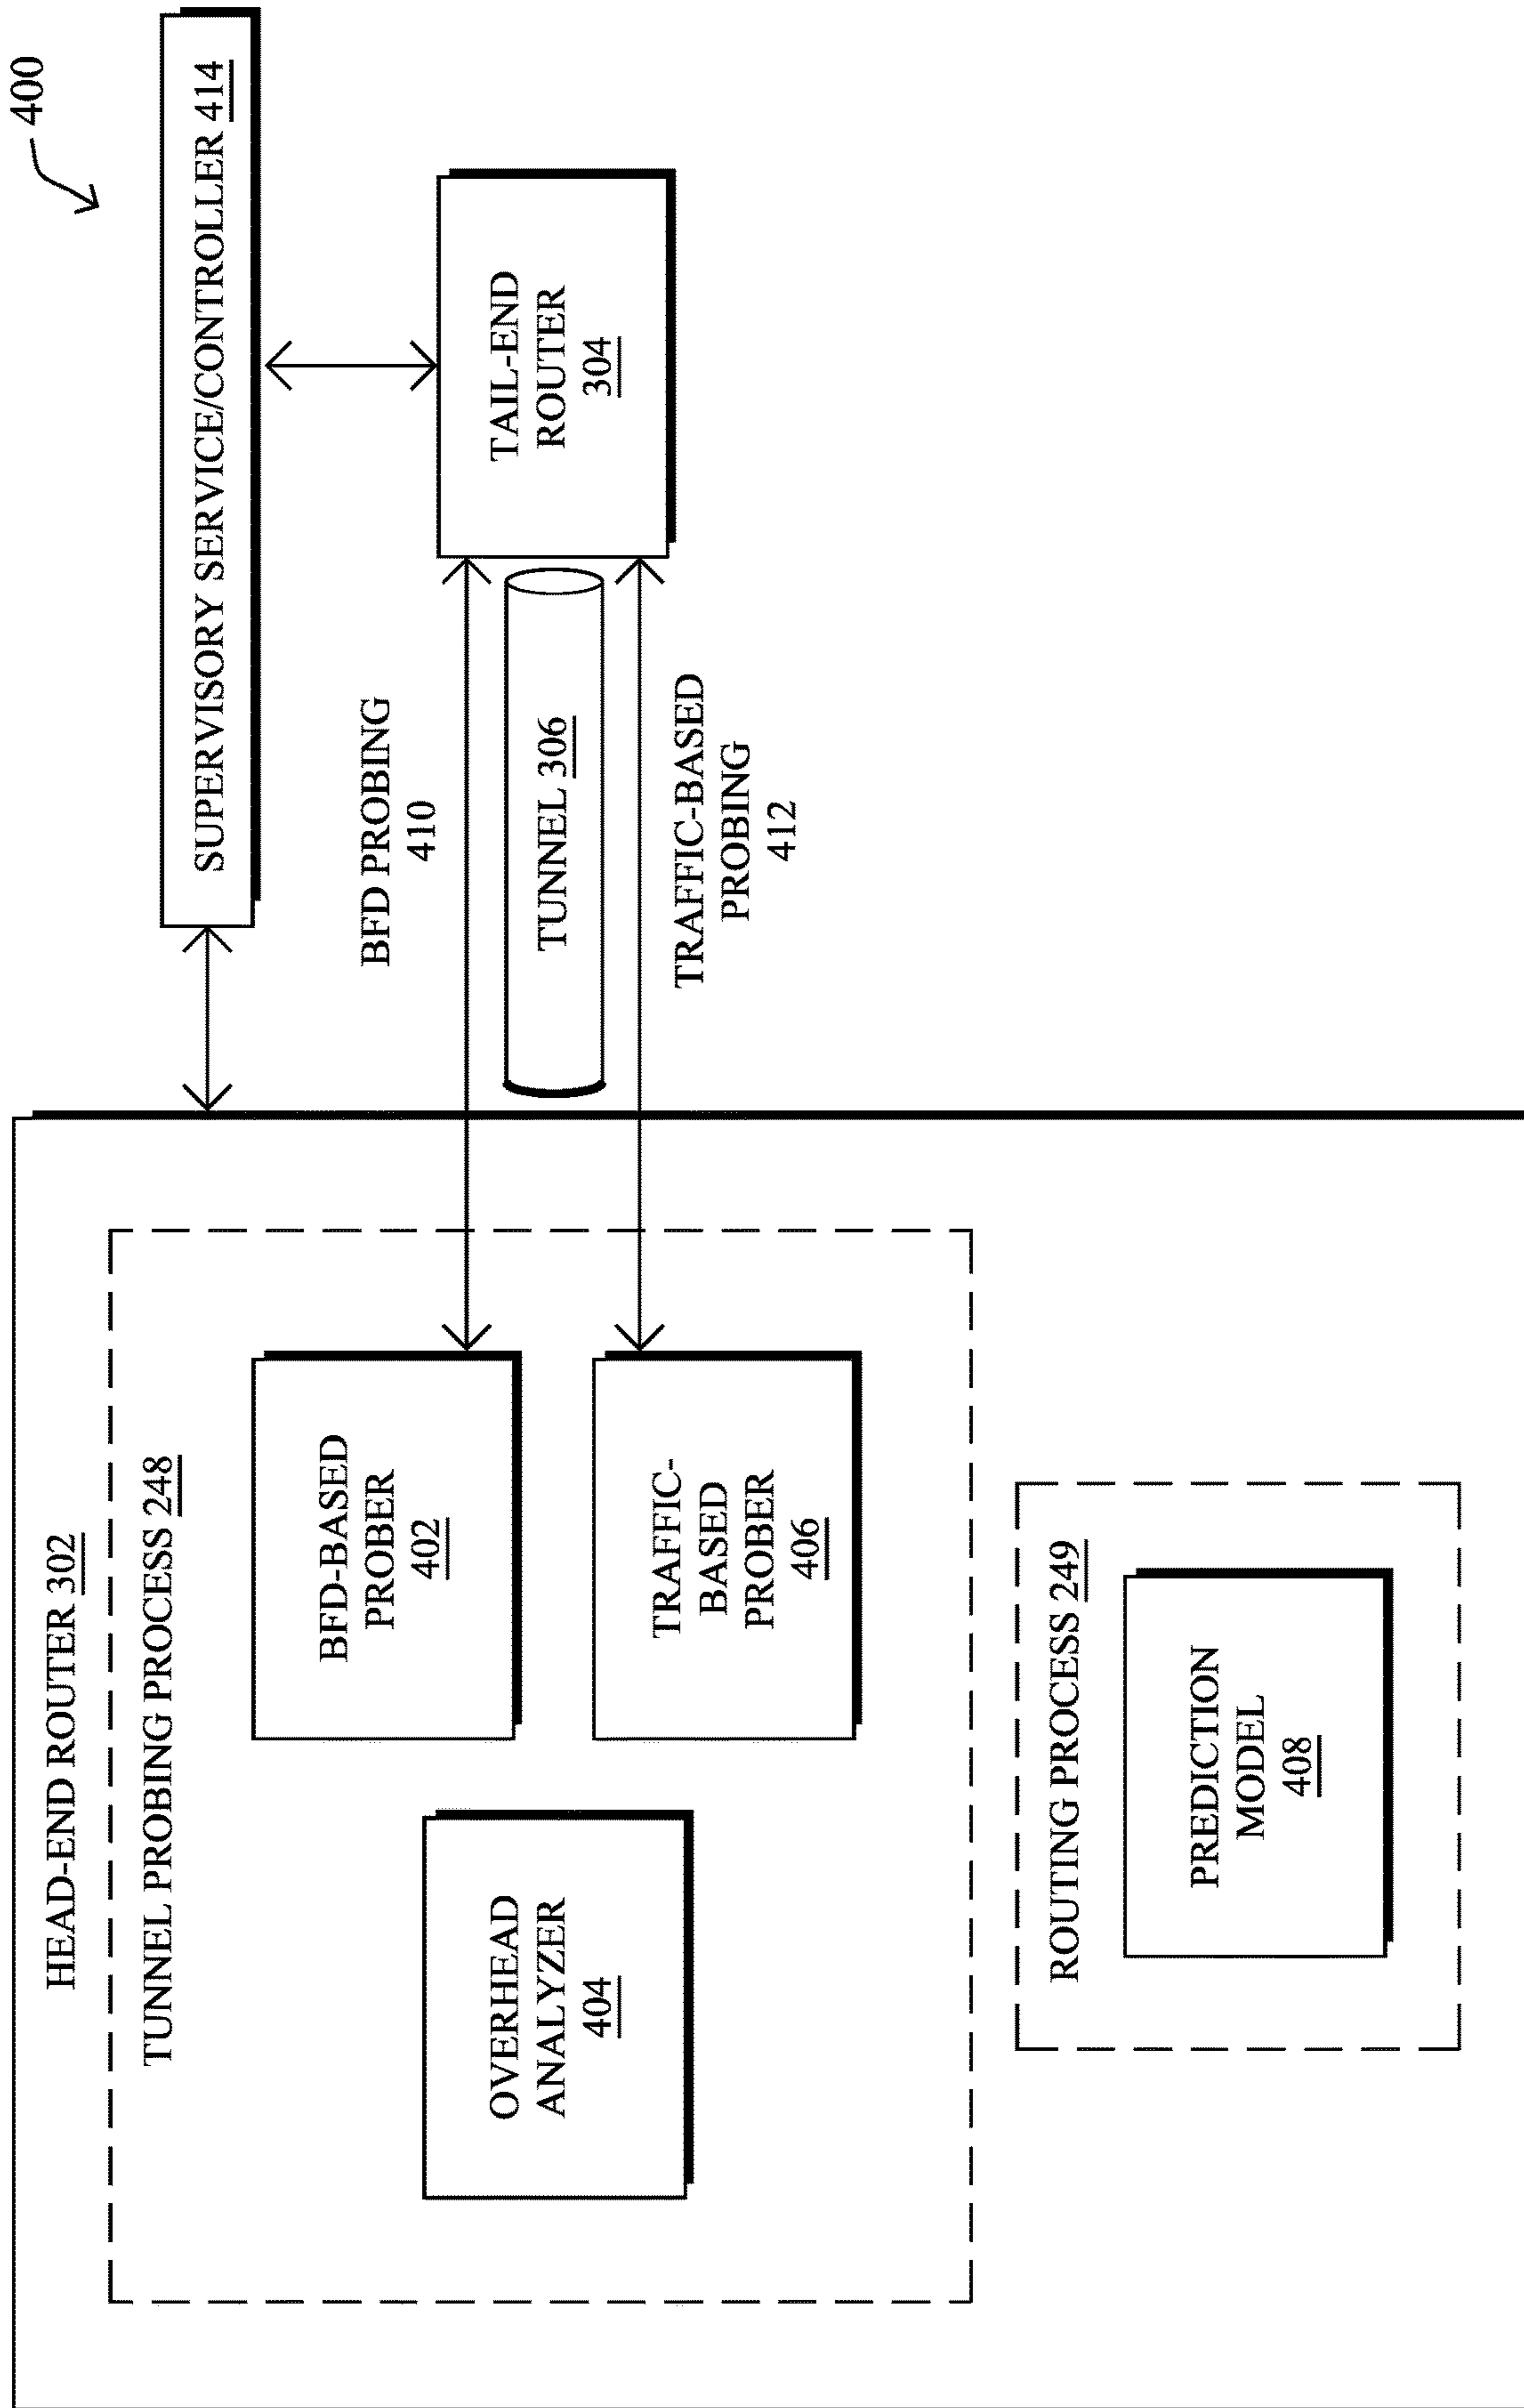 400
HEAD-END ROUTER 302
TUNNEL PROBING PROCESS 248
OVERHEAD
ANALYZER
404
BFD-BASED
PROBER
402
TRAFFIC-
BASED
PROBER
406
ROUTING PROCESS 249
PREDICTION
MODEL
408
SUPERVISORY SERVICE/CONTROLLER 414
BFD PROBING
410
TUNNEL 306
TRAFFIC-BASED
PROBING
412
TAIL-END
ROUTER
304